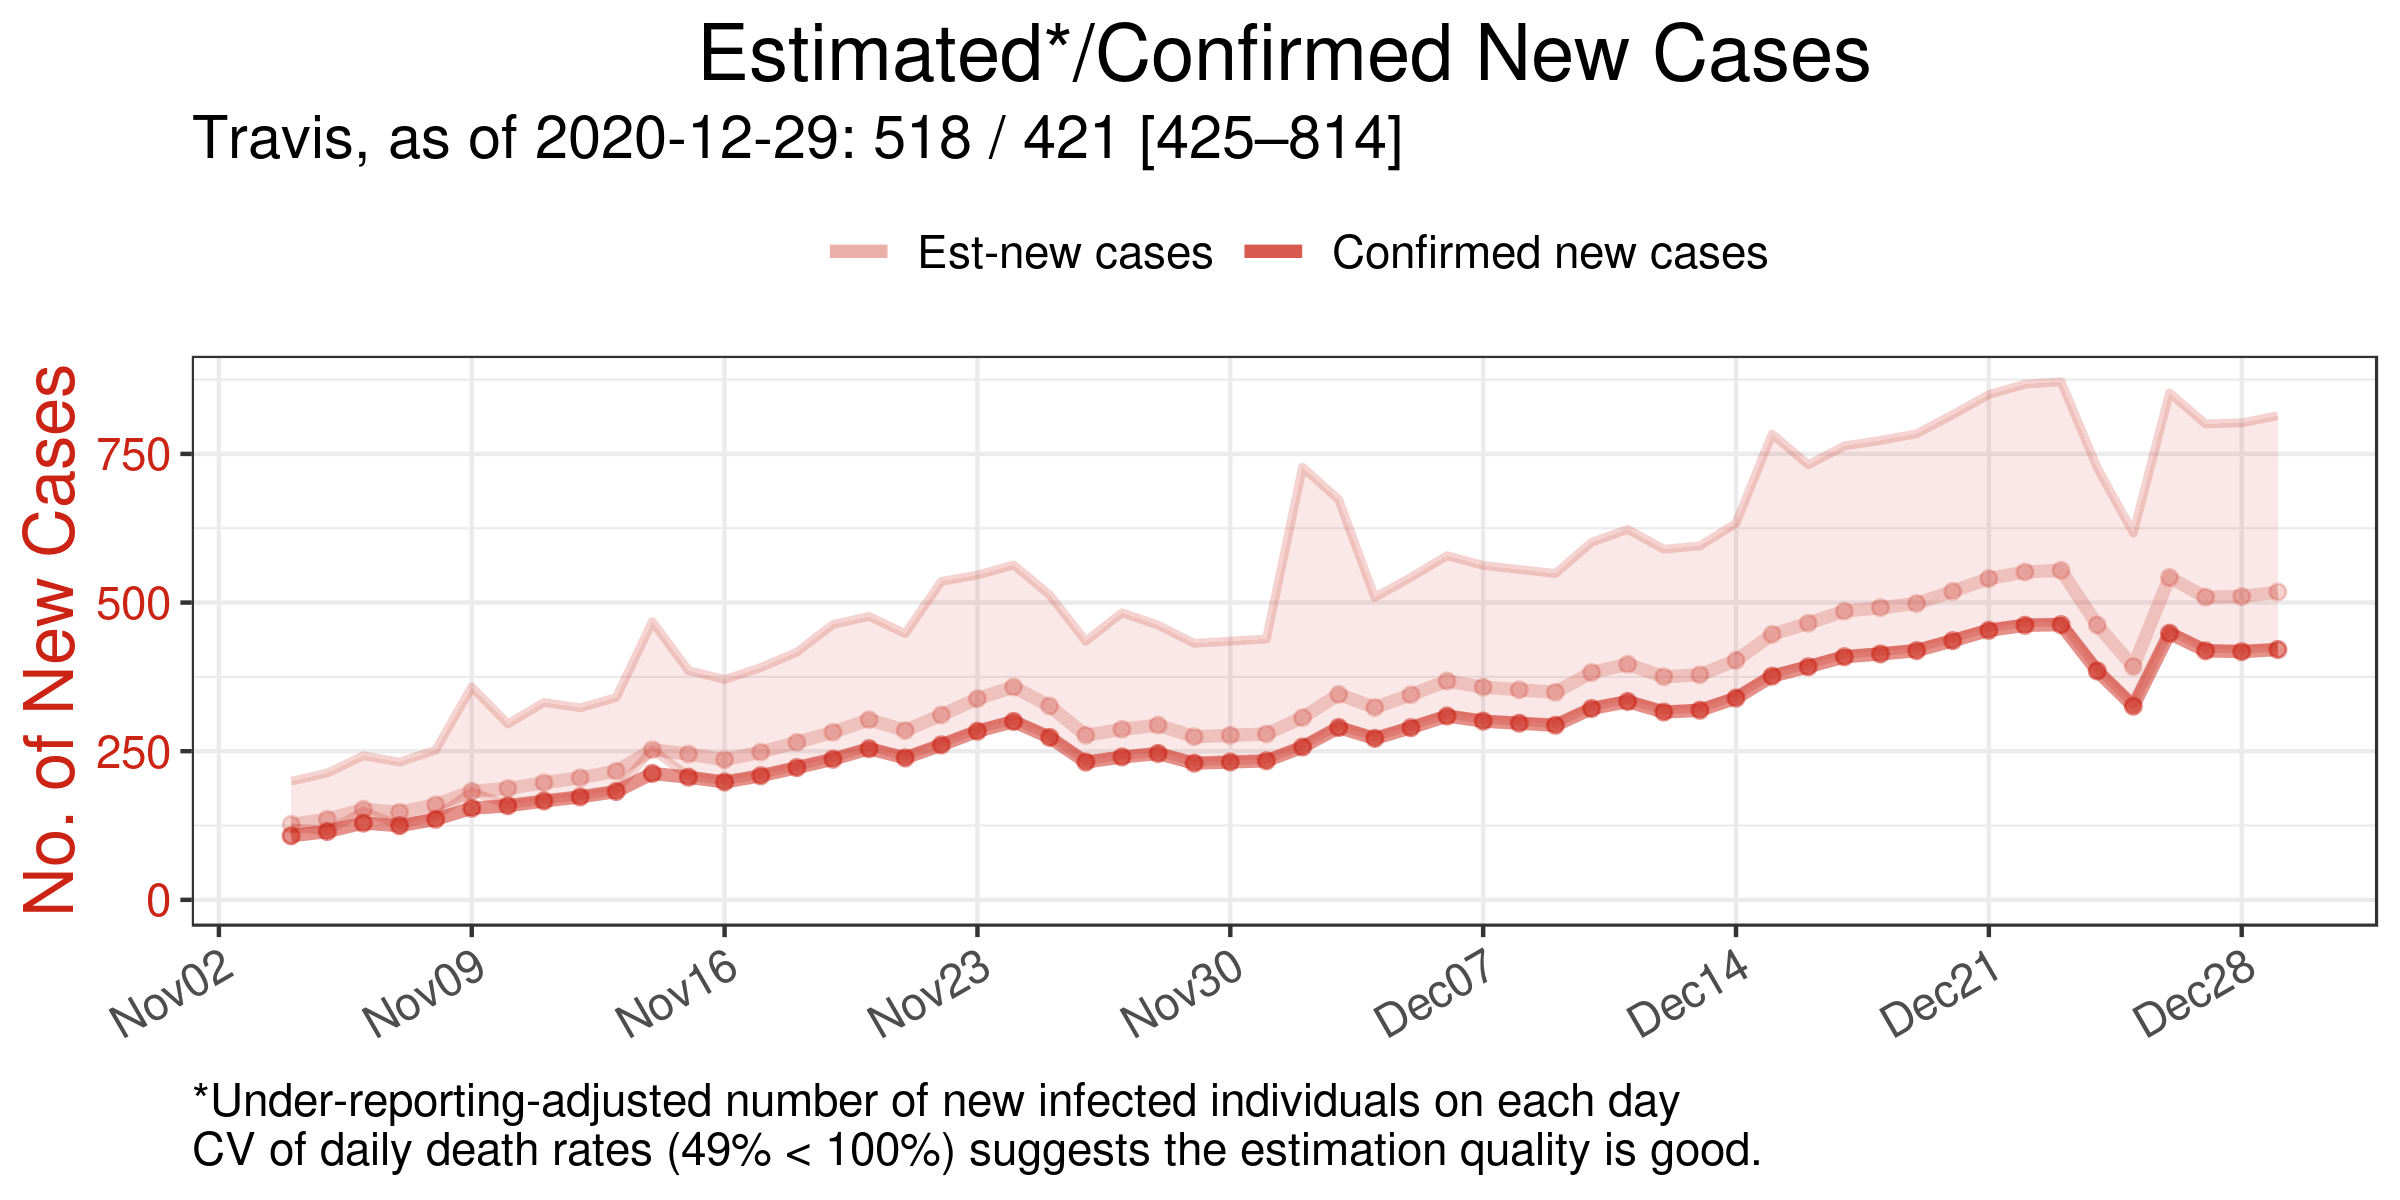 Estimated*/Confirmed New Cases
Travis, as of 2020-12-29: 518 / 421 [425–814]
Est-new cases
Confirmed new cases
No. of New Cases
750
500
250
0
Nov02
Nov09
Nov16
Nov23
Nov30
Dec07
Dec14
Dec21
Dec28
*Under-reporting-adjusted number of new infected individuals on each day
CV of daily death rates (49% < 100%) suggests the estimation quality is good.